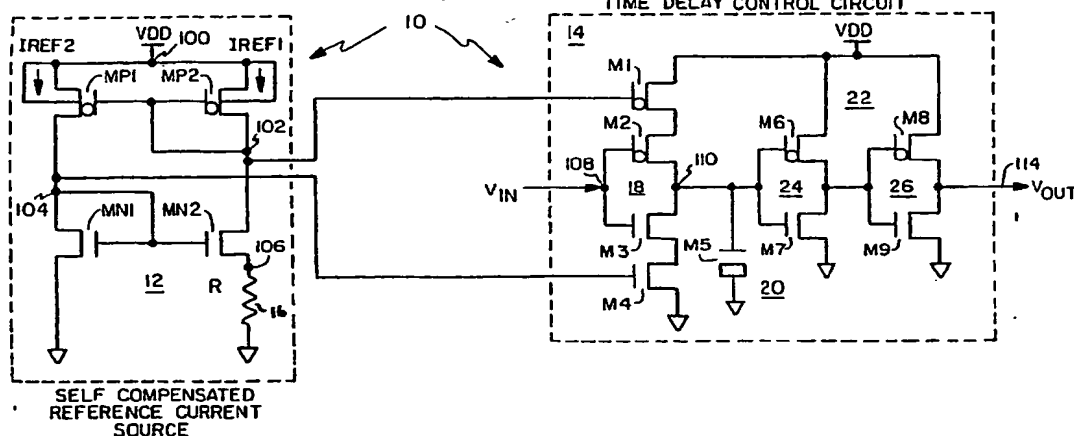 TIME DELAY CONTROL CIRCUIT
10
14
IREF2
VDD
100
IREF1
MP1
MP2
102
104
MN1
MN2
106
12
R
16
SELF COMPENSATED
REFERENCE CURRENT
SOURCE
M1
VDD
22
M2
M6
M8
108
110
114
VIN
18
24
26
VOUT
M3
M5
M7
M9
M4
20